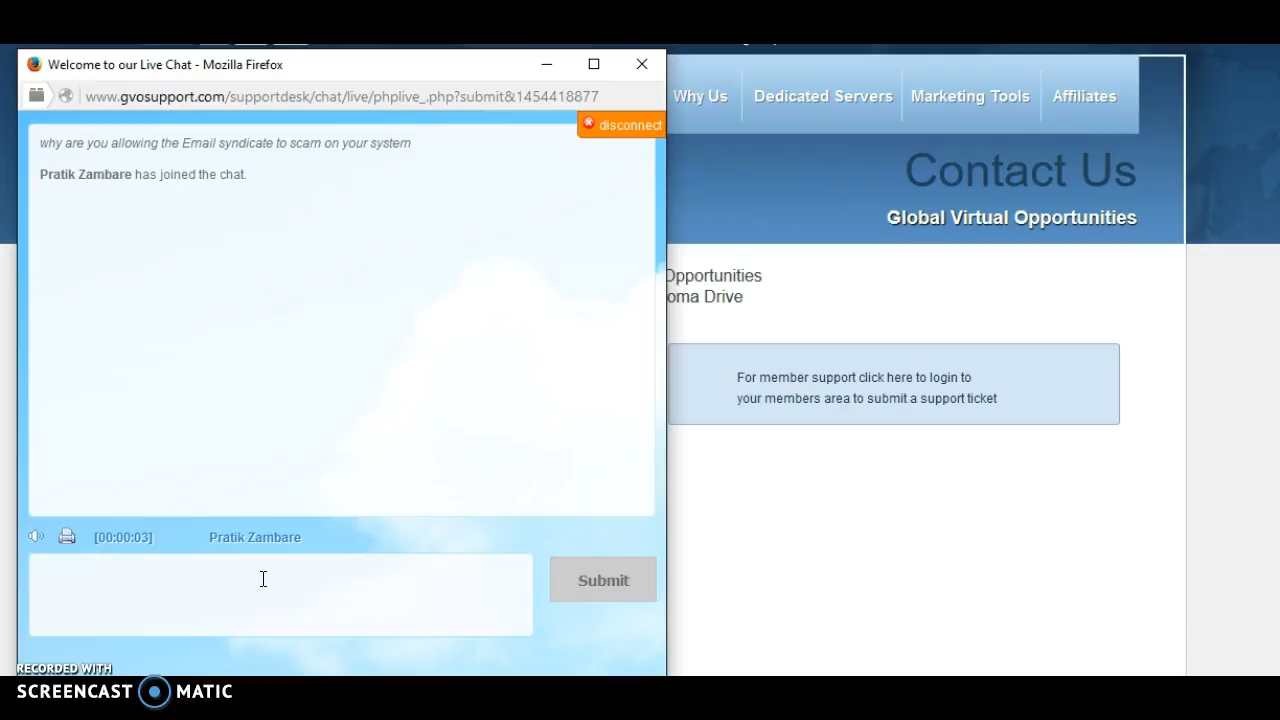 Welcome to our Live Chat - Mozilla Firefox
www.gvosupport.com/supportdesk/chat/live/phplive_.php?submit&1454418877
disconnect
why are you allowing the Email syndicate to scam on your system
Pratik Zambare has joined the chat.
[00:00:03] Pratik Zambare
Submit
Why Us Dedicated Servers Marketing Tools Affiliates
Contact Us
Global Virtual Opportunities
Opportunities
oma Drive
For member support click here to login to
your members area to submit a support ticket
RECORDED WITH
SCREENCAST MATIC